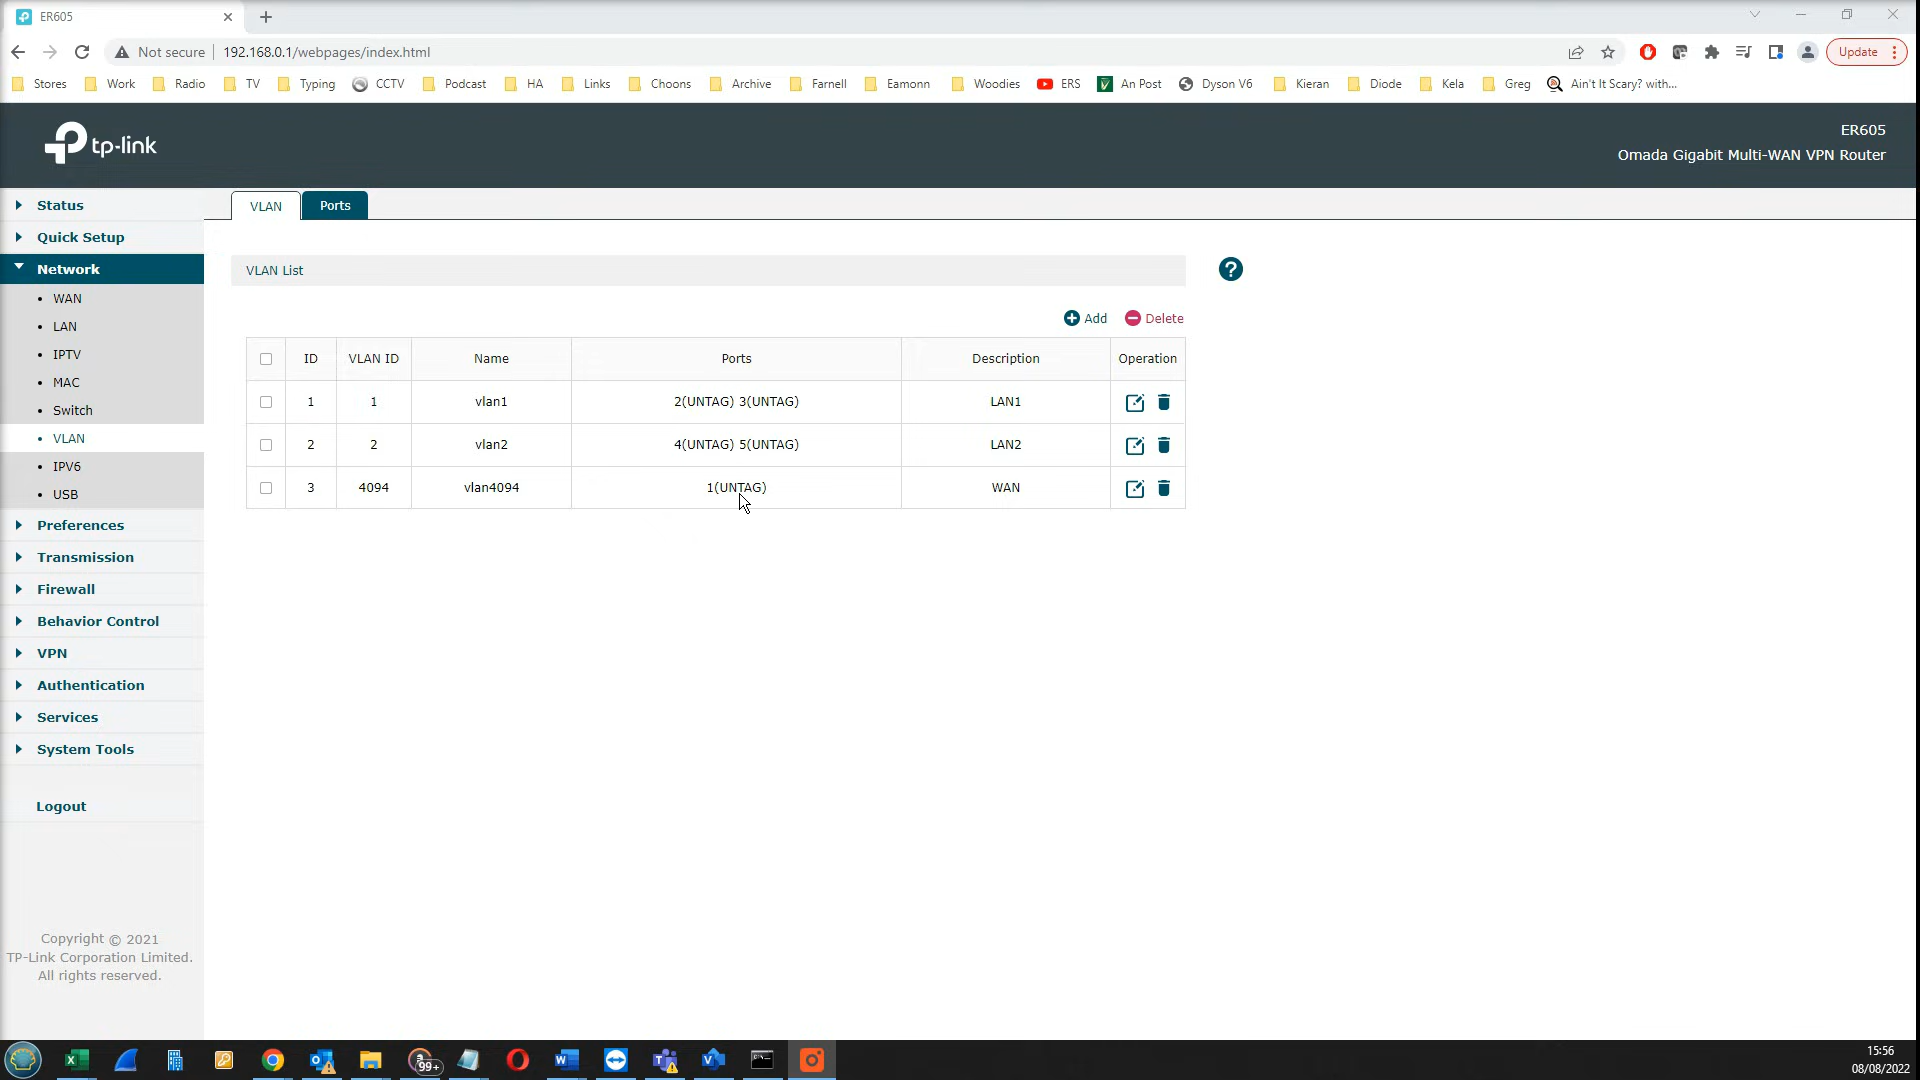 ER605
Not secure 192.168.0.1/webpages/index.html Update
Stores Work Radio TV Typing CCTV Podcast HA Links Choons Archive Farnell Eamonn Woodies ERS An Post Dyson V6 Kieran Diode Kela Greg Ain't It Scary? with...
tp-link
ER605
Omada Gigabit Multi-WAN VPN Router
Status
Quick Setup
Network
WAN
LAN
IPTV
MAC
Switch
VLAN
IPV6
USB
Preferences
Transmission
Firewall
Behavior Control
VPN
Authentication
Services
System Tools
Logout
Copyright © 2021
TP-Link Corporation Limited.
All rights reserved.
VLAN Ports
VLAN List
?
Add Delete
ID VLAN ID Name Ports Description Operation
1 1 vlan1 2(UNTAG) 3(UNTAG) LAN1
2 2 vlan2 4(UNTAG) 5(UNTAG) LAN2
3 4094 vlan4094 1(UNTAG) WAN
99+
15:56
08/08/2022